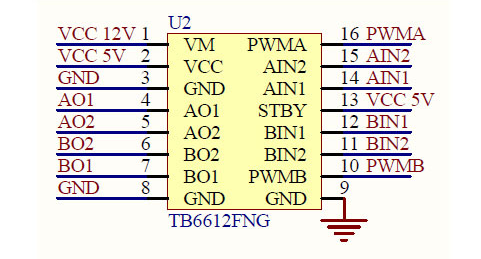 U2
VCC 12V 1 VM PWMA 16 PWMA
VCC 5V 2 VCC AIN2 15 AIN2
GND 3 GND AIN1 14 AIN1
AO1 4 AO1 STBY 13 VCC 5V
AO2 5 AO2 BIN1 12 BIN1
BO2 6 BO2 BIN2 11 BIN2
BO1 7 BO1 PWMB 10 PWMB
GND 8 GND GND 9
TB6612FNG